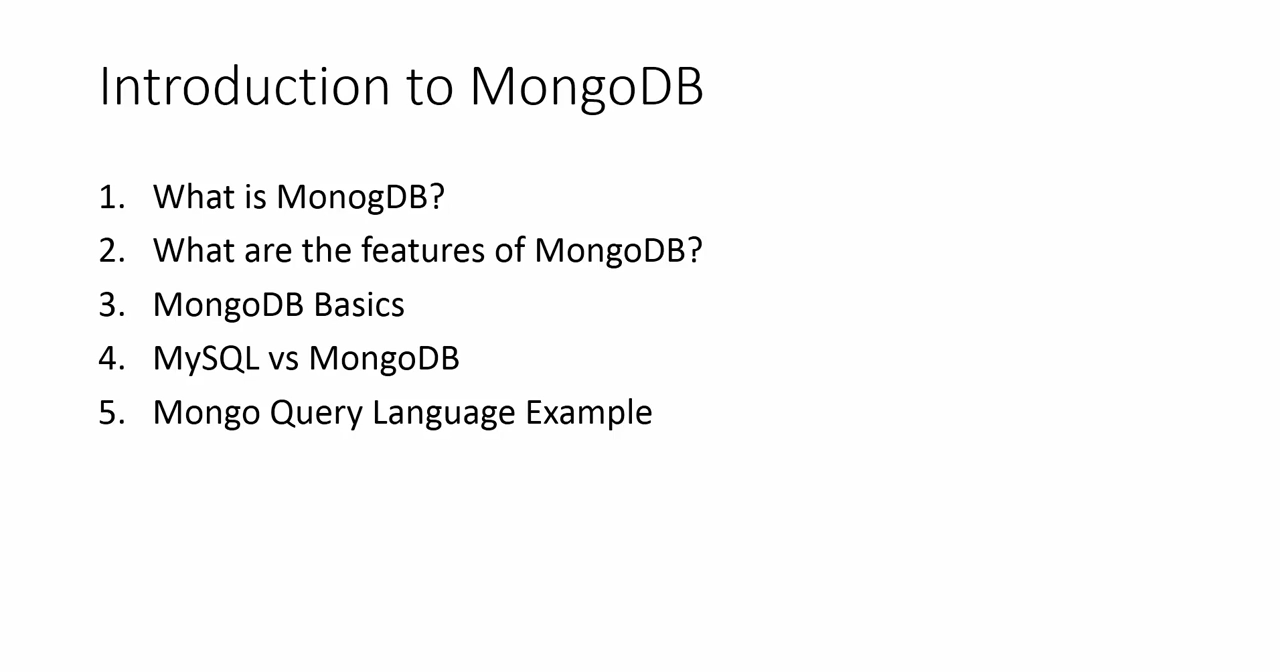 Introduction to MongoDB
1. What is MonogDB?
2. What are the features of MongoDB?
3. MongoDB Basics
4. MySQL vs MongoDB
5. Mongo Query Language Example